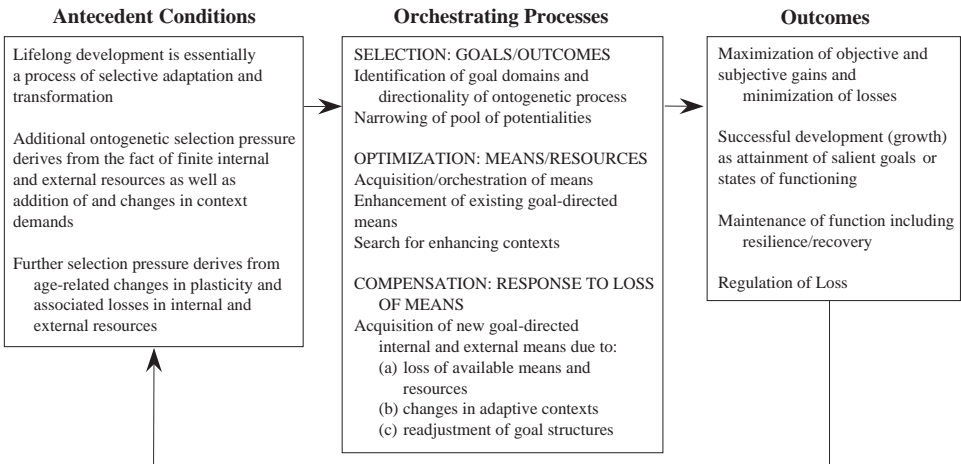 Antecedent Conditions
Lifelong development is essentially
a process of selective adaptation and
transformation
Additional ontogenetic selection pressure
derives from the fact of finite internal
and external resources as well as
addition of and changes in context
demands
Further selection pressure derives from
age-related changes in plasticity and
associated losses in internal and
external resources
Orchestrating Processes
SELECTION: GOALS/OUTCOMES
Identification of goal domains and
directionality of ontogenetic process
Narrowing of pool of potentialities
OPTIMIZATION: MEANS/RESOURCES
Acquisition/orchestration of means
Enhancement of existing goal-directed
means
Search for enhancing contexts
COMPENSATION: RESPONSE TO LOSS
OF MEANS
Acquisition of new goal-directed
internal and external means due to:
(a) loss of available means and
resources
(b) changes in adaptive contexts
(c) readjustment of goal structures
Outcomes
Maximization of objective and
subjective gains and
minimization of losses
Successful development (growth)
as attainment of salient goals or
states of functioning
Maintenance of function including
resilience/recovery
Regulation of Loss